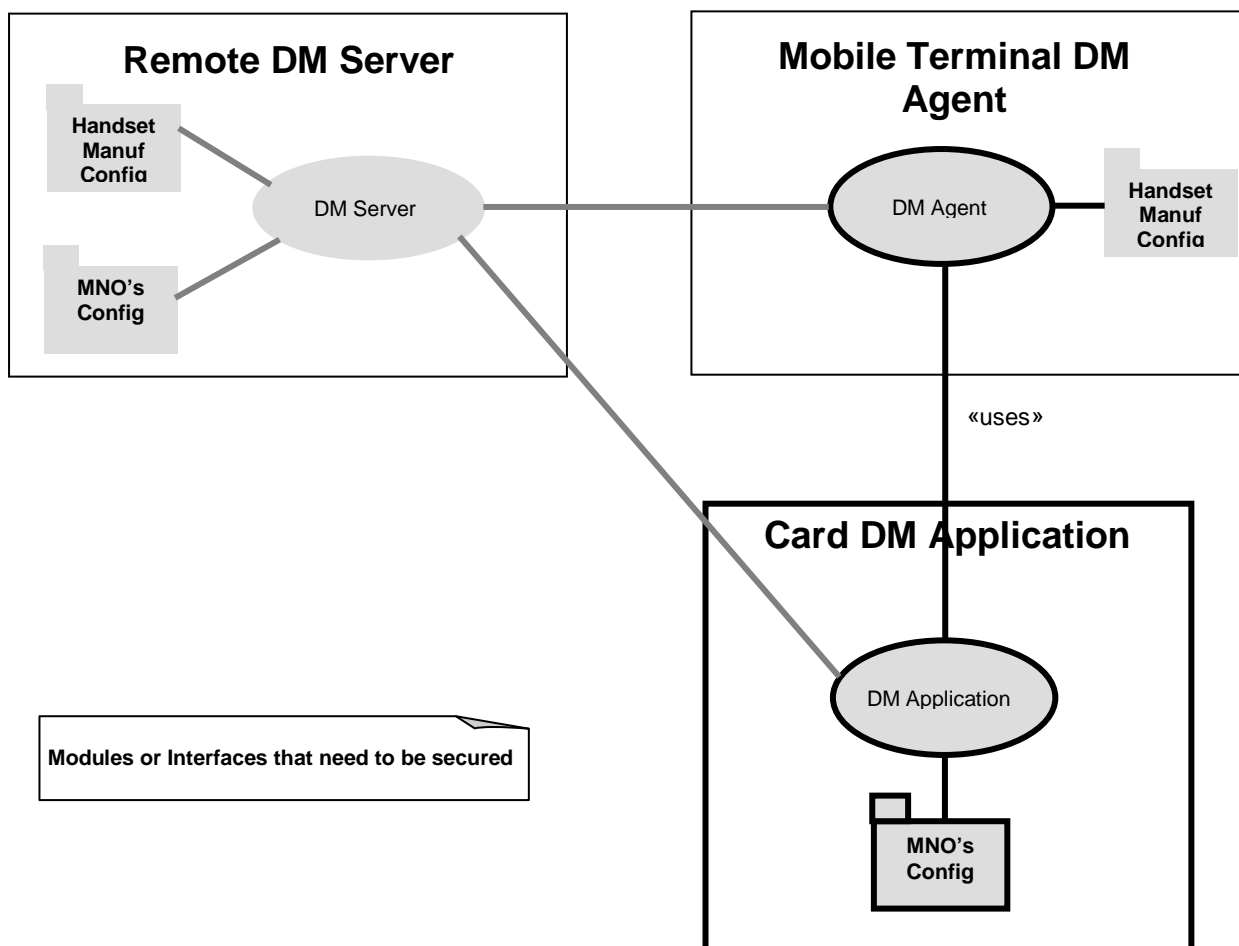 Remote DM Server
Handset
Manuf
Config
DM Server
MNO's
Config
Mobile Terminal DM
Agent
DM Agent
Handset
Manuf
Config
«uses»
Card DM Application
DM Application
MNO's
Config
Modules or Interfaces that need to be secured